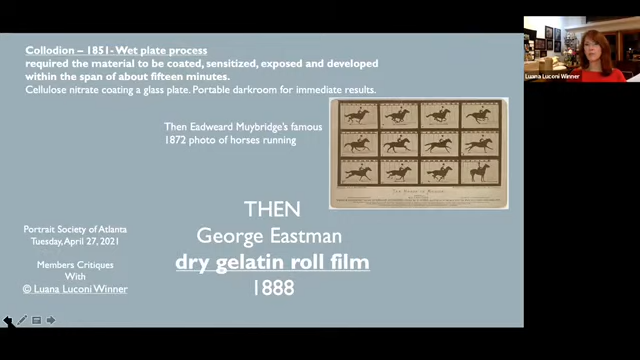 Collodion – 1851- Wet plate process
required the material to be coated, sensitized, exposed and developed
within the span of about fifteen minutes.
Cellulose nitrate coating a glass plate. Portable darkroom for immediate results.
Then Eadweard Muybridge's famous
1872 photo of horses running
THEN
George Eastman
dry gelatin roll film
1888
Portrait Society of Atlanta
Tuesday, April 27, 2021
Members Critiques
With
© Luana Luconi Winner
Luana Luconi Winner